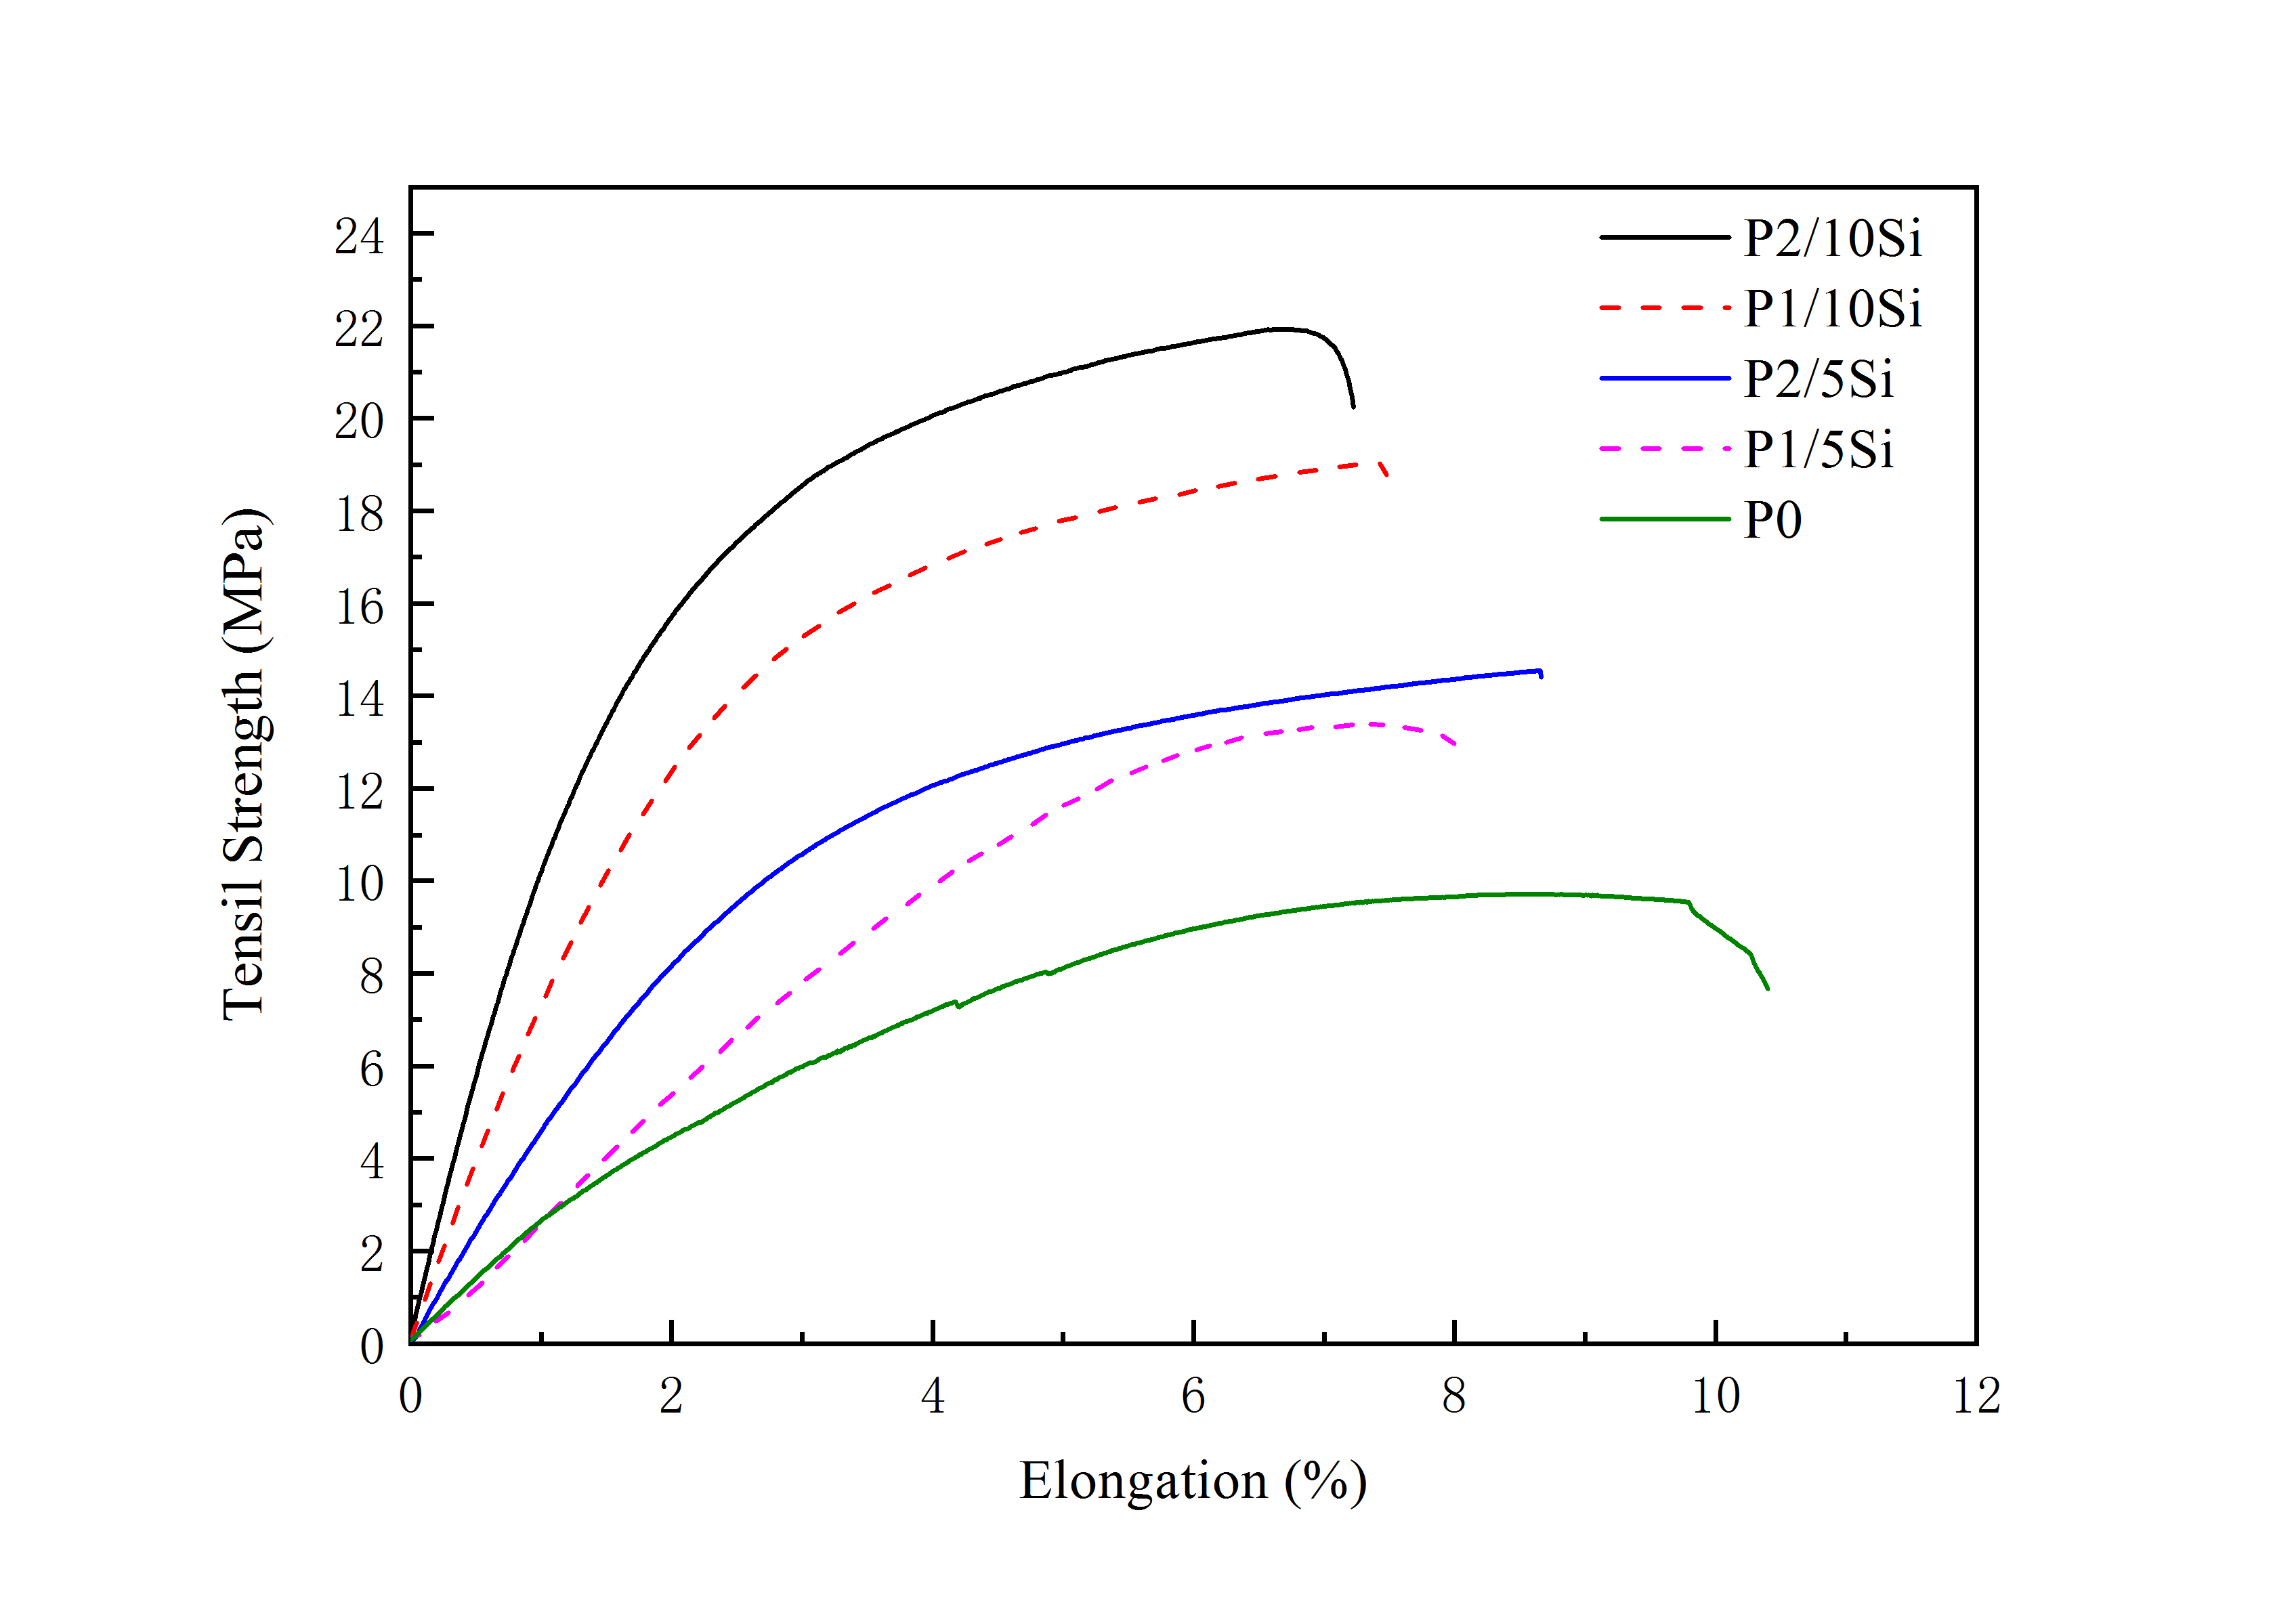 24
22
20
18
16
14
12
10
8
6
4
2
0
Tensil Strength (MPa)
P2/10Si
P1/10Si
P2/5Si
P1/5Si
P0
0 2 4 6 8 10 12
Elongation (%)